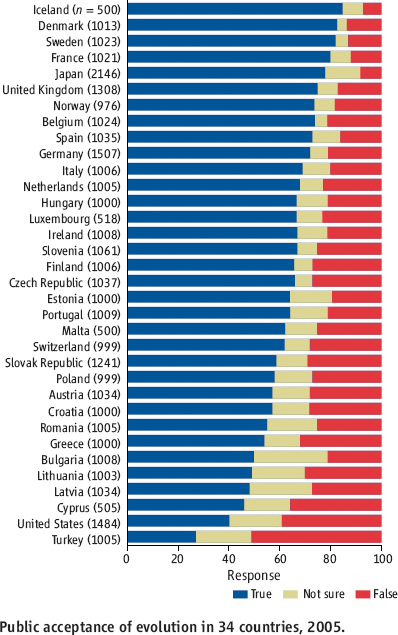 Iceland (n = 500)
Denmark (1013)
Sweden (1023)
France (1021)
Japan (2146)
United Kingdom (1308)
Norway (976)
Belgium (1024)
Spain (1035)
Germany (1507)
Italy (1006)
Netherlands (1005)
Hungary (1000)
Luxembourg (518)
Ireland (1008)
Slovenia (1061)
Finland (1006)
Czech Republic (1037)
Estonia (1000)
Portugal (1009)
Malta (500)
Switzerland (999)
Slovak Republic (1241)
Poland (999)
Austria (1034)
Croatia (1000)
Romania (1005)
Greece (1000)
Bulgaria (1008)
Lithuania (1003)
Latvia (1034)
Cyprus (505)
United States (1484)
Turkey (1005)
0 20 40 60 80 100
Response
True Not sure False
Public acceptance of evolution in 34 countries, 2005.